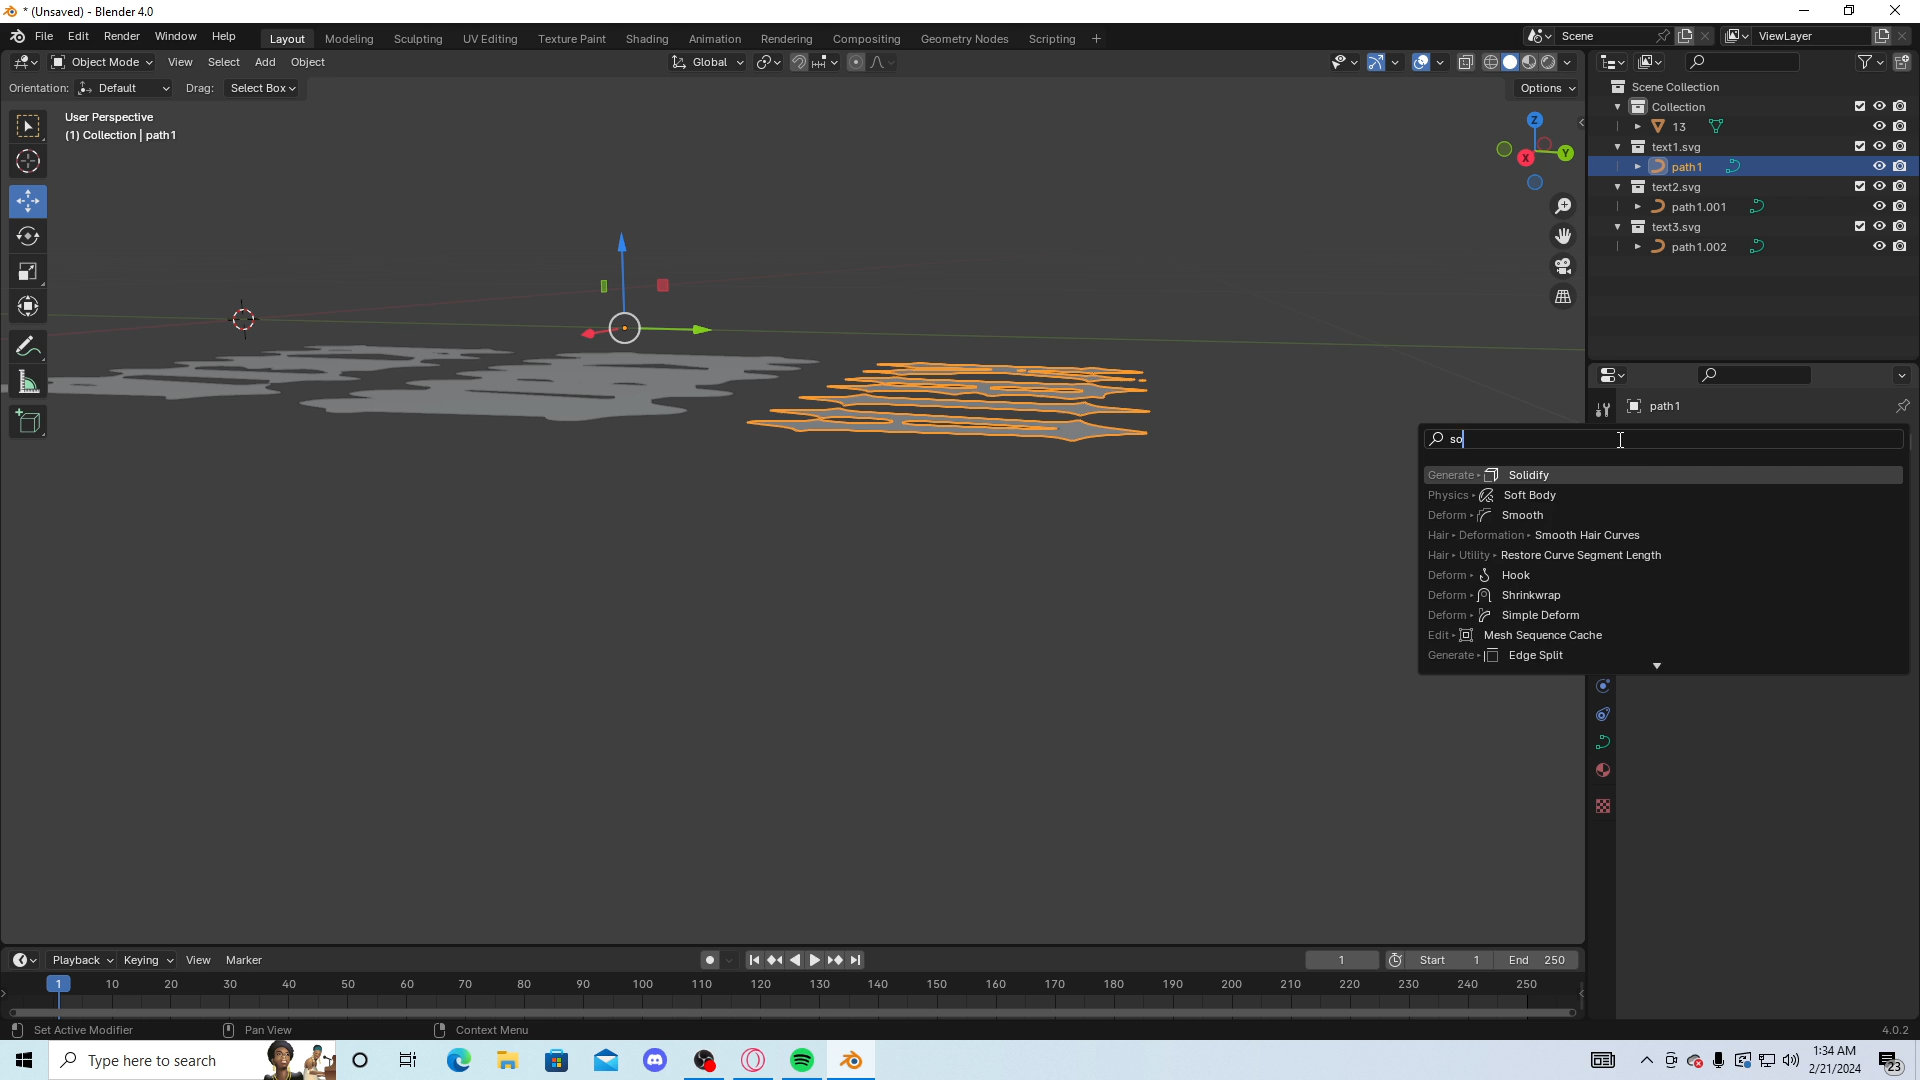 * (Unsaved) - Blender 4.0
File Edit Render Window Help Layout Modeling Sculpting UV Editing Texture Paint Shading Animation Rendering Compositing Geometry Nodes Scripting + Scene ViewLayer
Object Mode View Select Add Object Global
Orientation: Default Drag: Select Box Options
User Perspective
(1) Collection | path1
Z
Y
X
Scene Collection
Collection
13
text1.svg
path1
text2.svg
path1.001
text3.svg
path1.002
path1
so
Generate Solidify
Physics Soft Body
Deform Smooth
Hair Deformation Smooth Hair Curves
Hair Utility Restore Curve Segment Length
Deform Hook
Deform Shrinkwrap
Deform Simple Deform
Edit Mesh Sequence Cache
Generate Edge Split
Playback Keying View Marker 1 Start 1 End 250
1 10 20 30 40 50 60 70 80 90 100 110 120 130 140 150 160 170 180 190 200 210 220 230 240 250
Set Active Modifier Pan View Context Menu 4.0.2
Type here to search
1:34 AM
2/21/2024
23